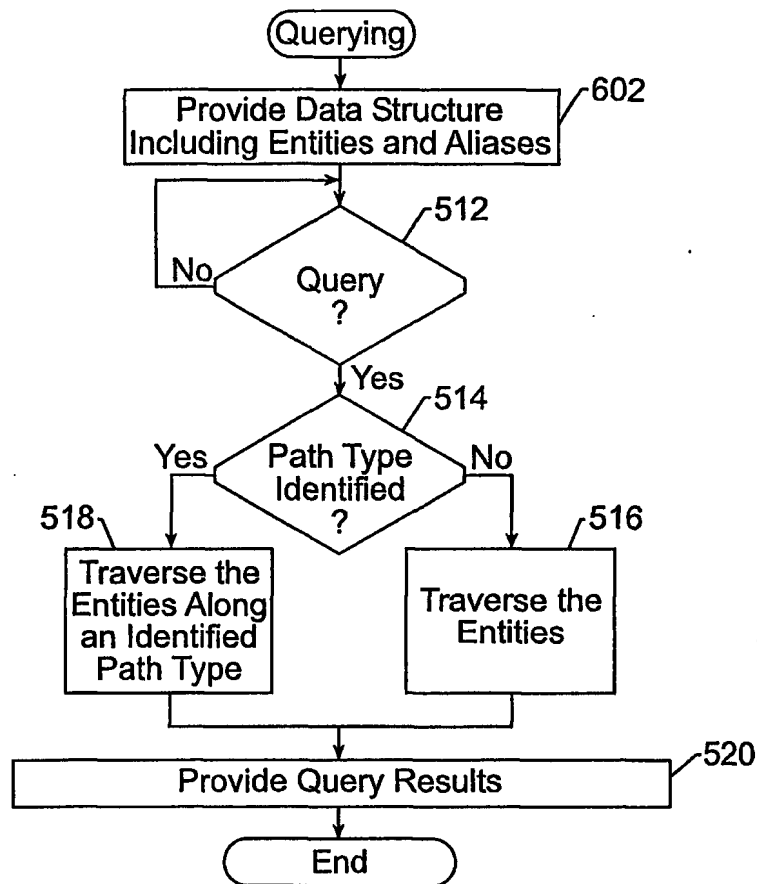 Querying
602
Provide Data Structure
Including Entities and Aliases
512
No
Query
?
Yes
514
Yes
Path Type
No
Identified
?
518
516
Traverse the
Entities Along
an Identified
Path Type
Traverse the
Entities
520
Provide Query Results
End